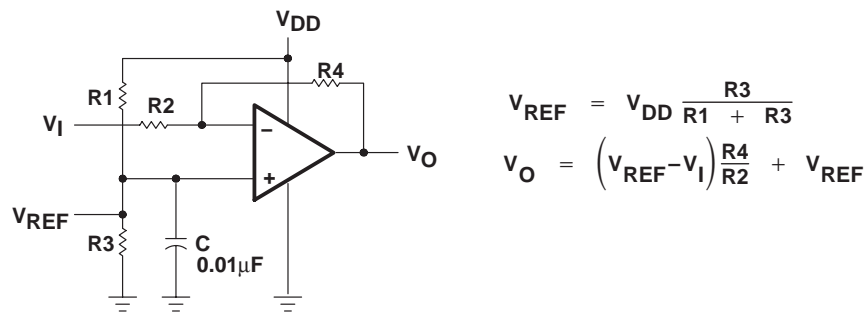 VDD
R1
R4
R2
VI
−
VO
+
VREF
R3
C
0.01μF
VREF = VDD R3 / R1 + R3
VO = (VREF−VI) R4 / R2 + VREF